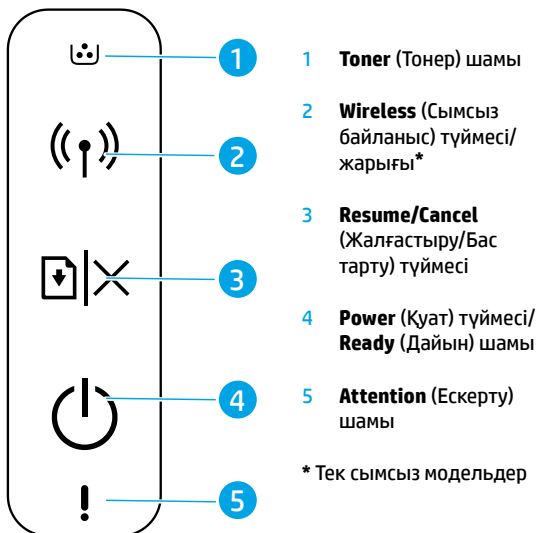 1
2
3
4
5
1 Toner (Тонер) шамы
2 Wireless (Сымсыз
байланыс) түймесі/
жарығы*
3 Resume/Cancel
(Жалғастыру/Бас
тарту) түймесі
4 Power (Қуат) түймесі/
Ready (Дайын) шамы
5 Attention (Ескерту)
шамы
* Тек сымсыз модельдер